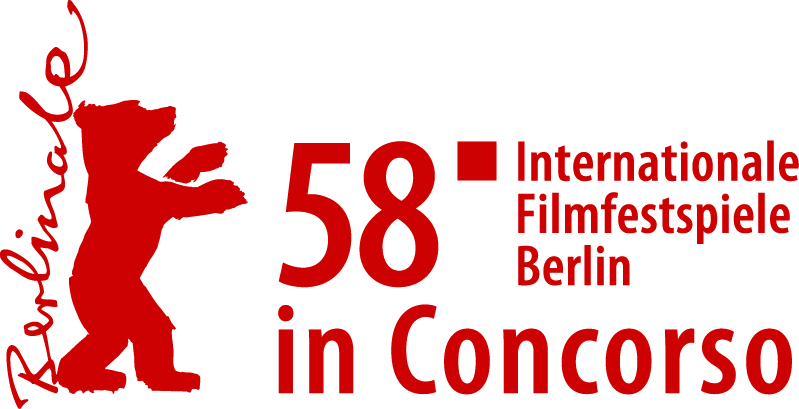 Berlinale
58
Internationale
Filmfestspiele
Berlin
in Concorso